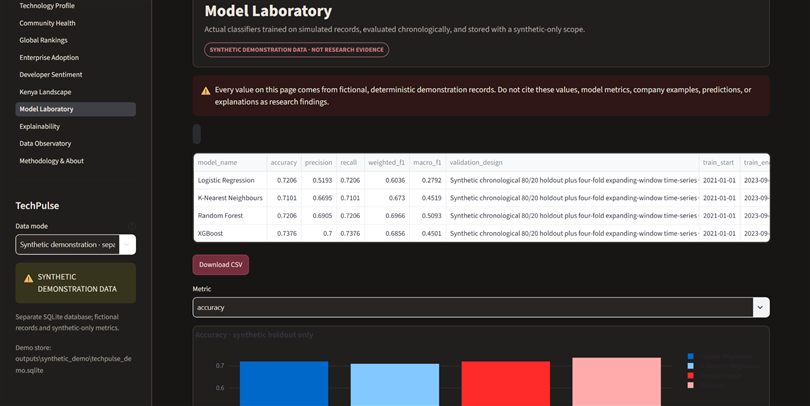 Technology Profile
Community Health
Global Rankings
Enterprise Adoption
Developer Sentiment
Kenya Landscape
Model Laboratory
Explainability
Data Observatory
Methodology & About
TechPulse
Data mode
Synthetic demonstration · sepa
SYNTHETIC
DEMONSTRATION DATA
Separate SQLite database; fictional
records and synthetic-only metrics.
Demo store:
outputs\synthetic_demo\techpulse_de
mo.sqlite
Model Laboratory
Actual classifiers trained on simulated records, evaluated chronologically, and stored with a synthetic-only scope.
SYNTHETIC DEMONSTRATION DATA · NOT RESEARCH EVIDENCE
Every value on this page comes from fictional, deterministic demonstration records. Do not cite these values, model metrics, company examples, predictions, or
explanations as research findings.
model_name accuracy precision recall weighted_f1 macro_f1 validation_design train_start train_en
Logistic Regression 0.7206 0.5193 0.7206 0.6036 0.2792 Synthetic chronological 80/20 holdout plus four-fold expanding-window time-series 2021-01-01 2023-09-
K-Nearest Neighbours 0.7101 0.6695 0.7101 0.673 0.4519 Synthetic chronological 80/20 holdout plus four-fold expanding-window time-series 2021-01-01 2023-09-
Random Forest 0.7206 0.6905 0.7206 0.6966 0.5093 Synthetic chronological 80/20 holdout plus four-fold expanding-window time-series 2021-01-01 2023-09-
XGBoost 0.7376 0.7 0.7376 0.6856 0.4501 Synthetic chronological 80/20 holdout plus four-fold expanding-window time-series 2021-01-01 2023-09-
Download CSV
Metric
accuracy
Accuracy · synthetic holdout only
0.7
0.6